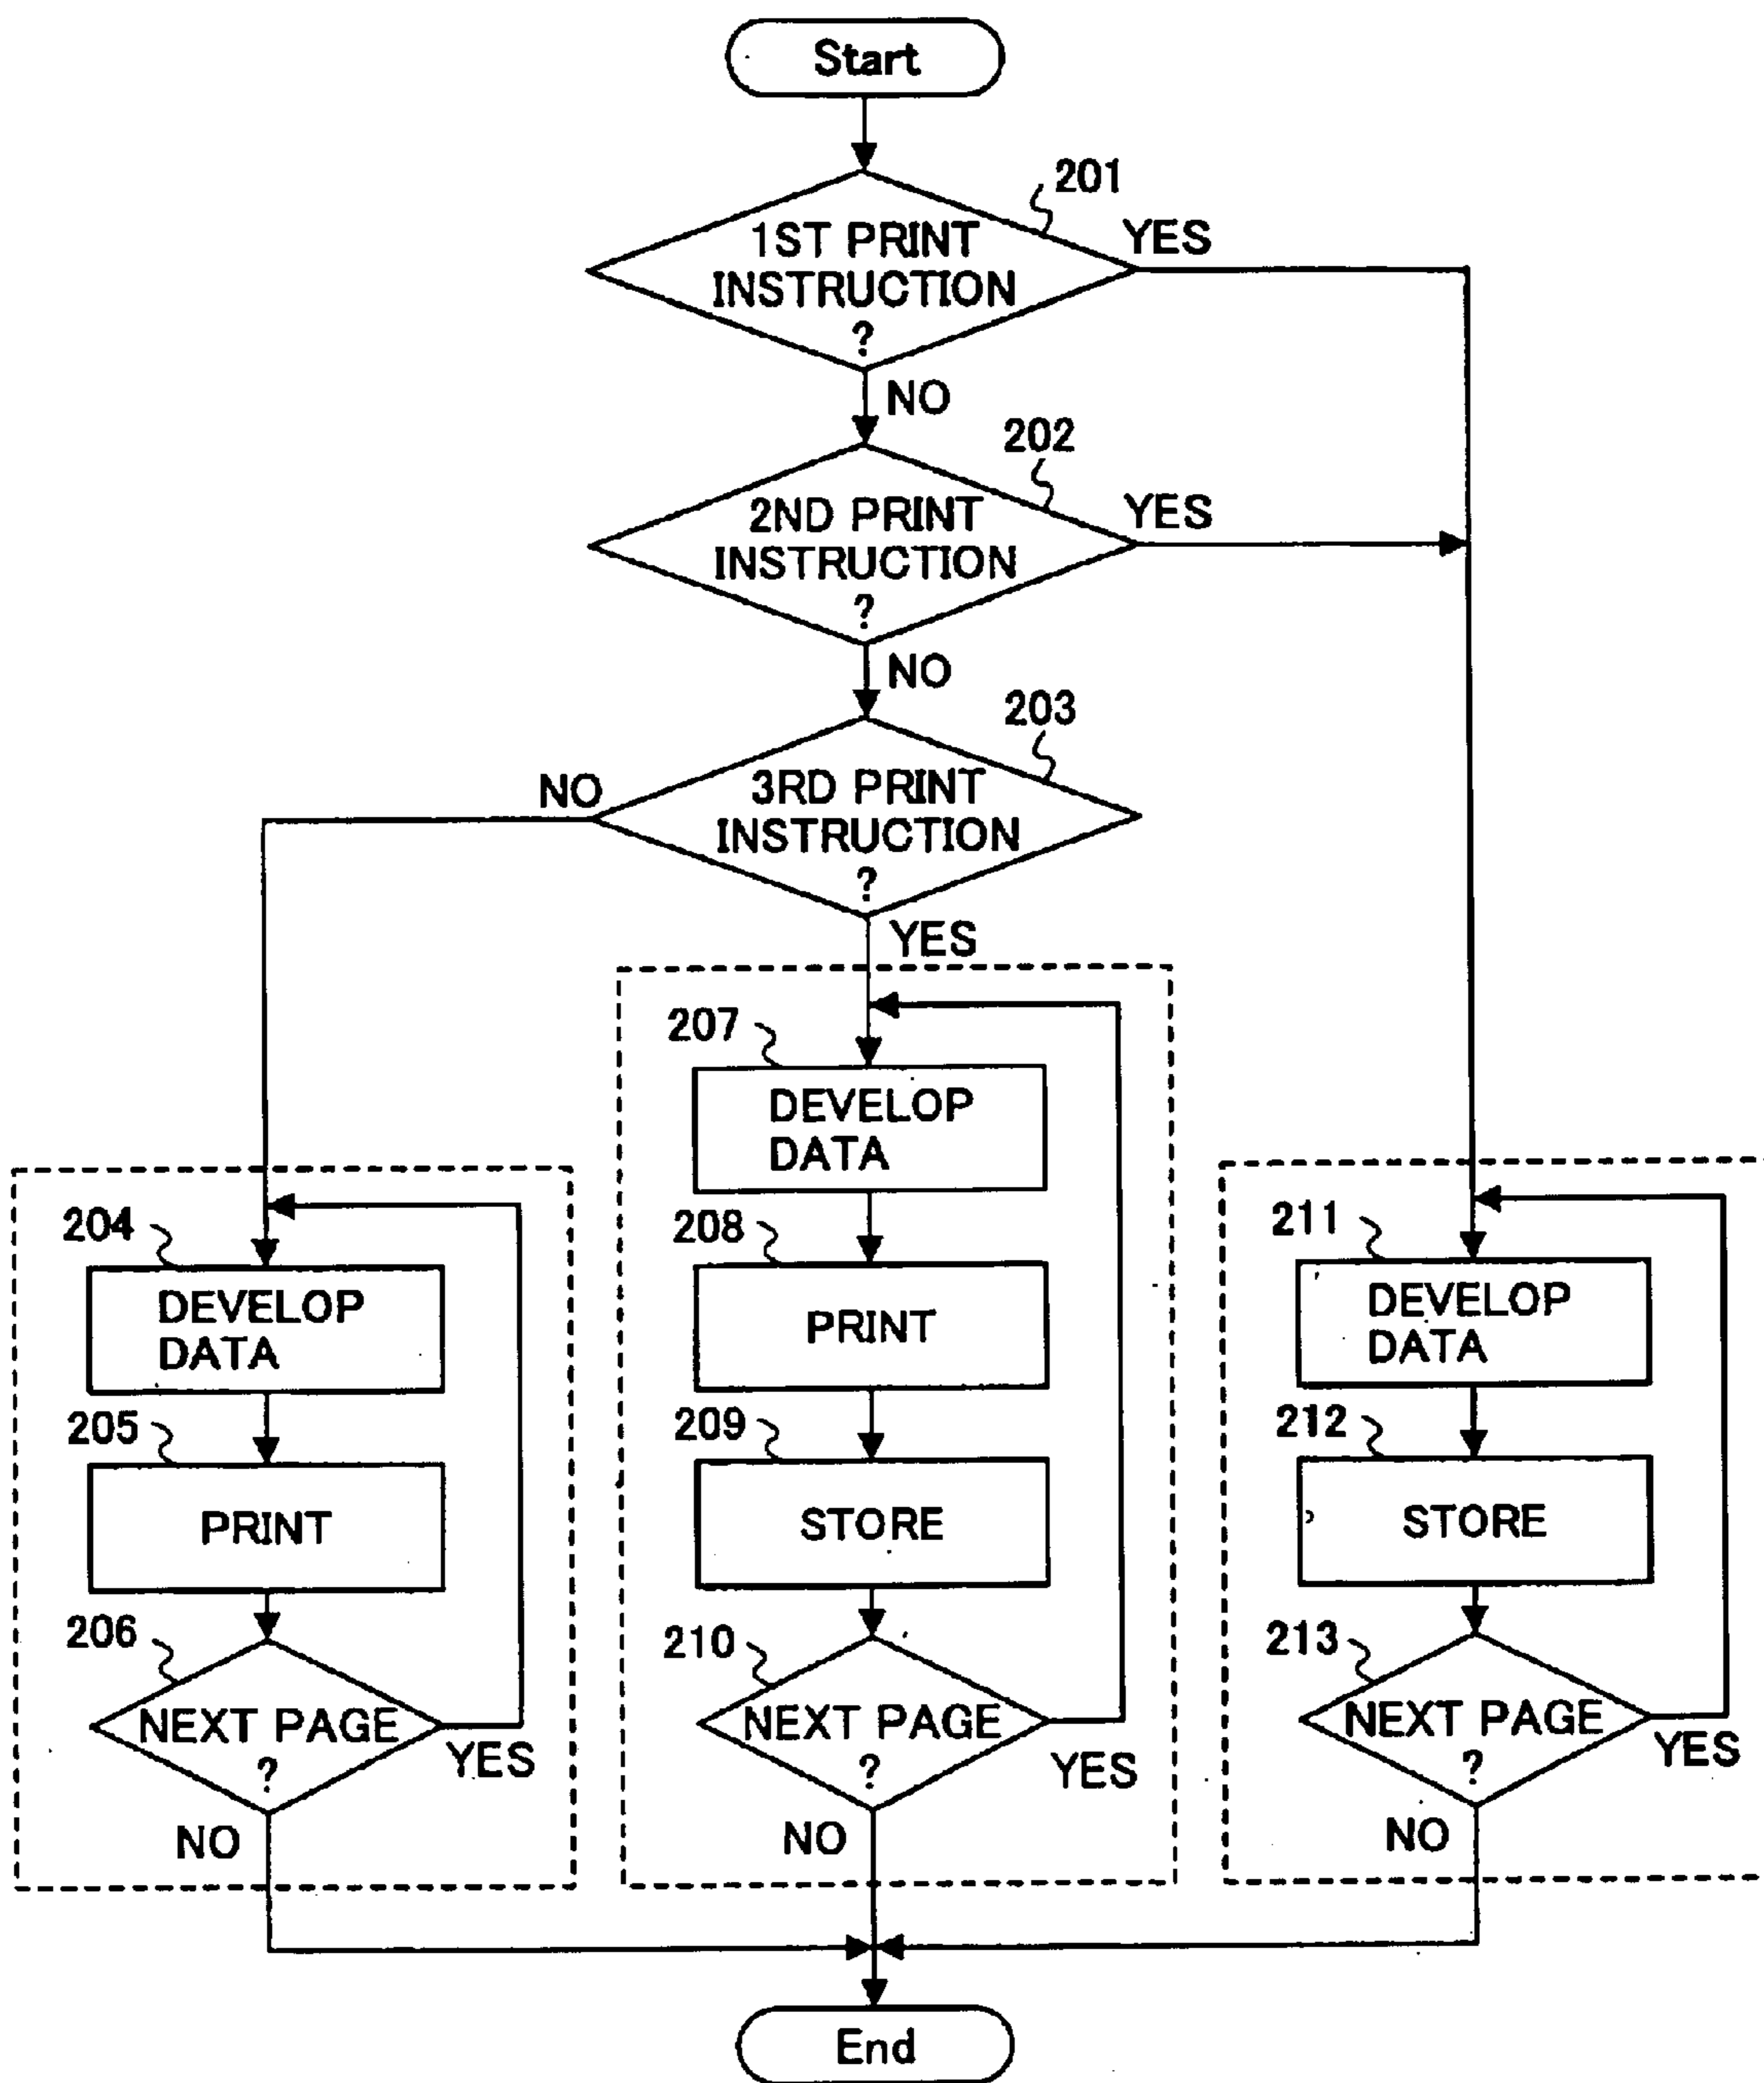 Start
201
1ST PRINT
INSTRUCTION
?
YES
NO
202
2ND PRINT
INSTRUCTION
?
YES
NO
203
3RD PRINT
INSTRUCTION
?
NO
YES
204
DEVELOP
DATA
205
PRINT
206
NEXT PAGE
?
YES
NO
207
DEVELOP
DATA
208
PRINT
209
STORE
210
NEXT PAGE
?
YES
NO
211
DEVELOP
DATA
212
STORE
213
NEXT PAGE
?
YES
NO
End